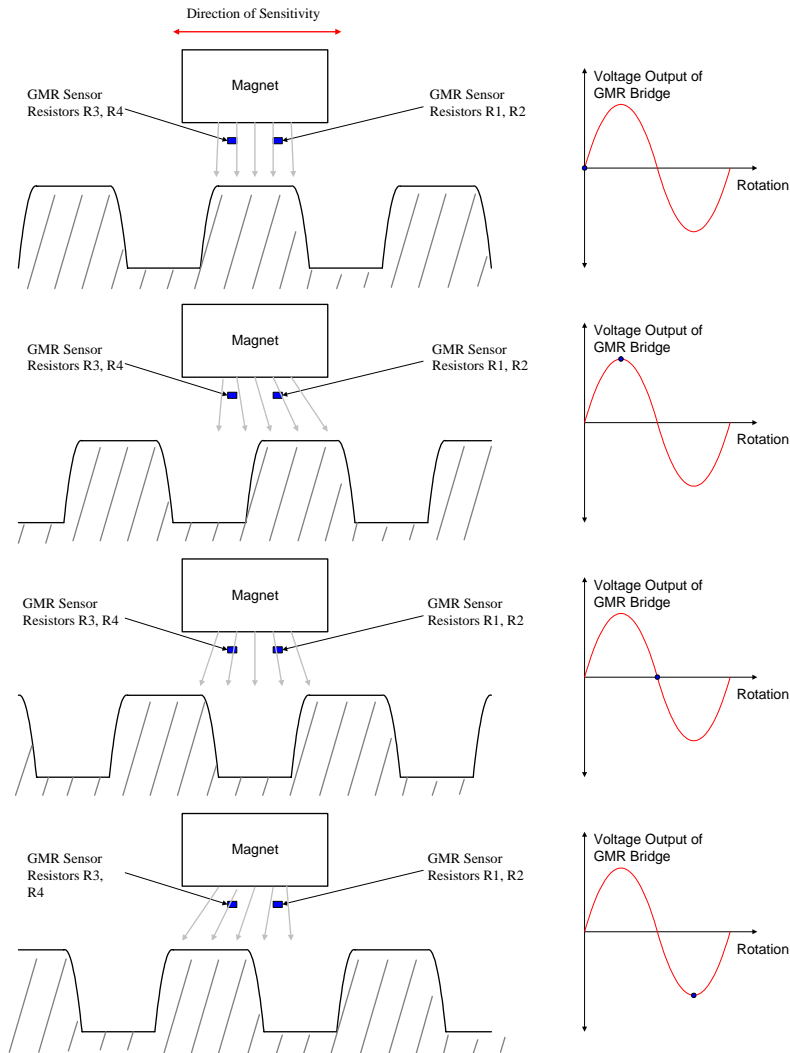 Direction of Sensitivity
Magnet
GMR Sensor
Resistors R3, R4
GMR Sensor
Resistors R1, R2
Voltage Output of
GMR Bridge
Rotation
Magnet
GMR Sensor
Resistors R3, R4
GMR Sensor
Resistors R1, R2
Voltage Output of
GMR Bridge
Rotation
Magnet
GMR Sensor
Resistors R3, R4
GMR Sensor
Resistors R1, R2
Voltage Output of
GMR Bridge
Rotation
Magnet
GMR Sensor
Resistors R3,
R4
GMR Sensor
Resistors R1, R2
Voltage Output of
GMR Bridge
Rotation